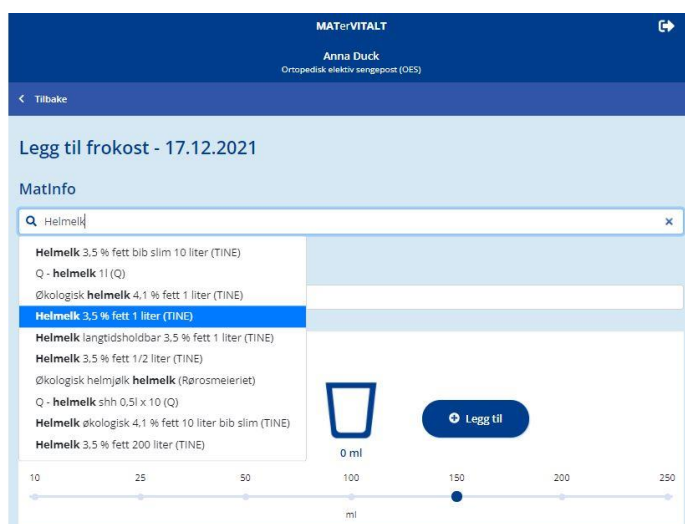 MATerVITALT
Anna Duck
Ortopedisk elektiv sengepost (OES)
Tilbake
Legg til frokost - 17.12.2021
MatInfo
Helmelk
Helmelk 3,5 % fett bib slim 10 liter (TINE)
Q - helmelk 1l (Q)
Økologisk helmelk 4,1 % fett 1 liter (TINE)
Helmelk 3,5 % fett 1 liter (TINE)
Helmelk langtidsholdbar 3,5 % fett 1 liter (TINE)
Helmelk 3,5 % fett 1/2 liter (TINE)
Økologisk helmjølk helmelk (Rørosmeieriet)
Q - helmelk shh 0,5l x 10 (Q)
Helmelk økologisk 4,1 % fett 10 liter bib slim (TINE)
Helmelk 3,5 % fett 200 liter (TINE)
0 ml
Legg til
10 25 50 100 150 200 250
ml